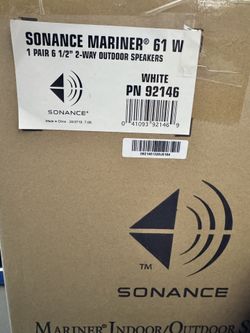 SONANCE MARINER® 61 W
1 PAIR 6 1/2" 2-WAY OUTDOOR SPEAKERS
WHITE
PN 92146
SONANCE®
Made in China
0 41093 92146 9
TM
SONANCE
MARINER® INDOOR/OUTDOOR S